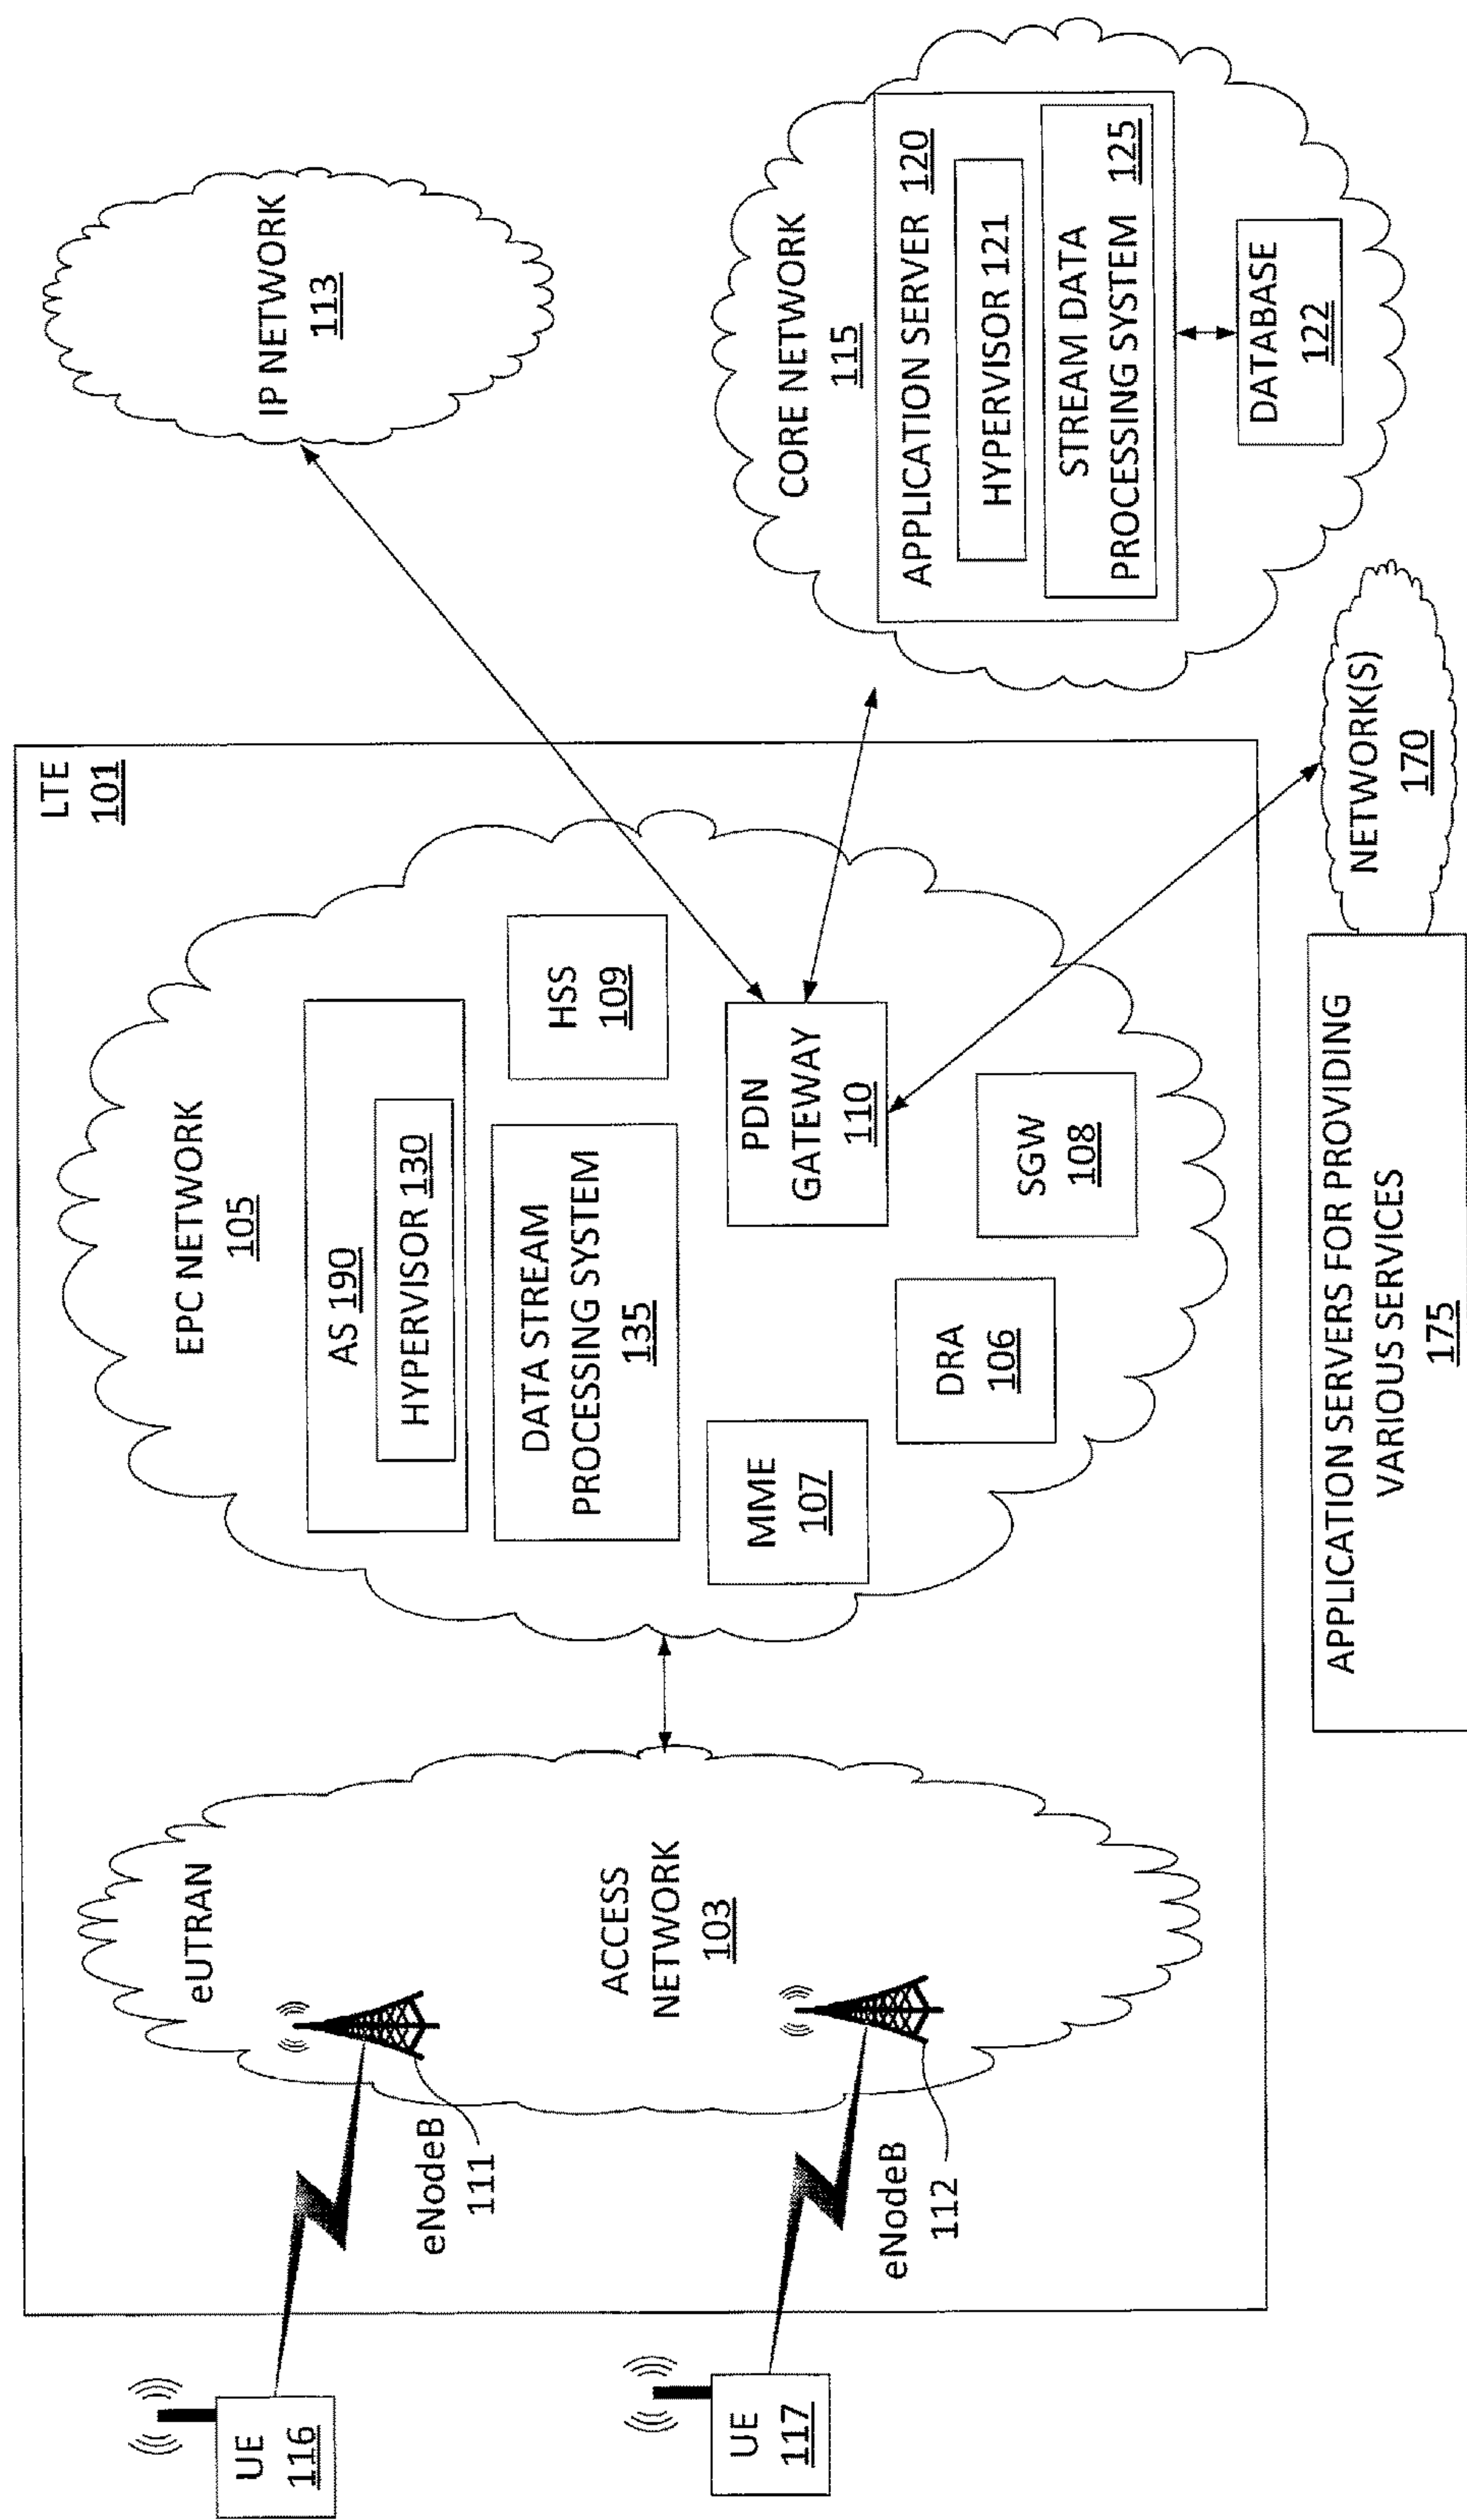 LTE
101
eUTRAN
ACCESS
NETWORK
103
eNodeB
111
eNodeB
112
UE
116
UE
117
EPC NETWORK
105
AS 190
HYPERVISOR 130
DATA STREAM
PROCESSING SYSTEM
135
HSS
109
MME
107
PDN
GATEWAY
110
DRA
106
SGW
108
IP NETWORK
113
CORE NETWORK
115
APPLICATION SERVER 120
HYPERVISOR 121
STREAM DATA
PROCESSING SYSTEM 125
DATABASE
122
NETWORK(S)
170
APPLICATION SERVERS FOR PROVIDING
VARIOUS SERVICES
175